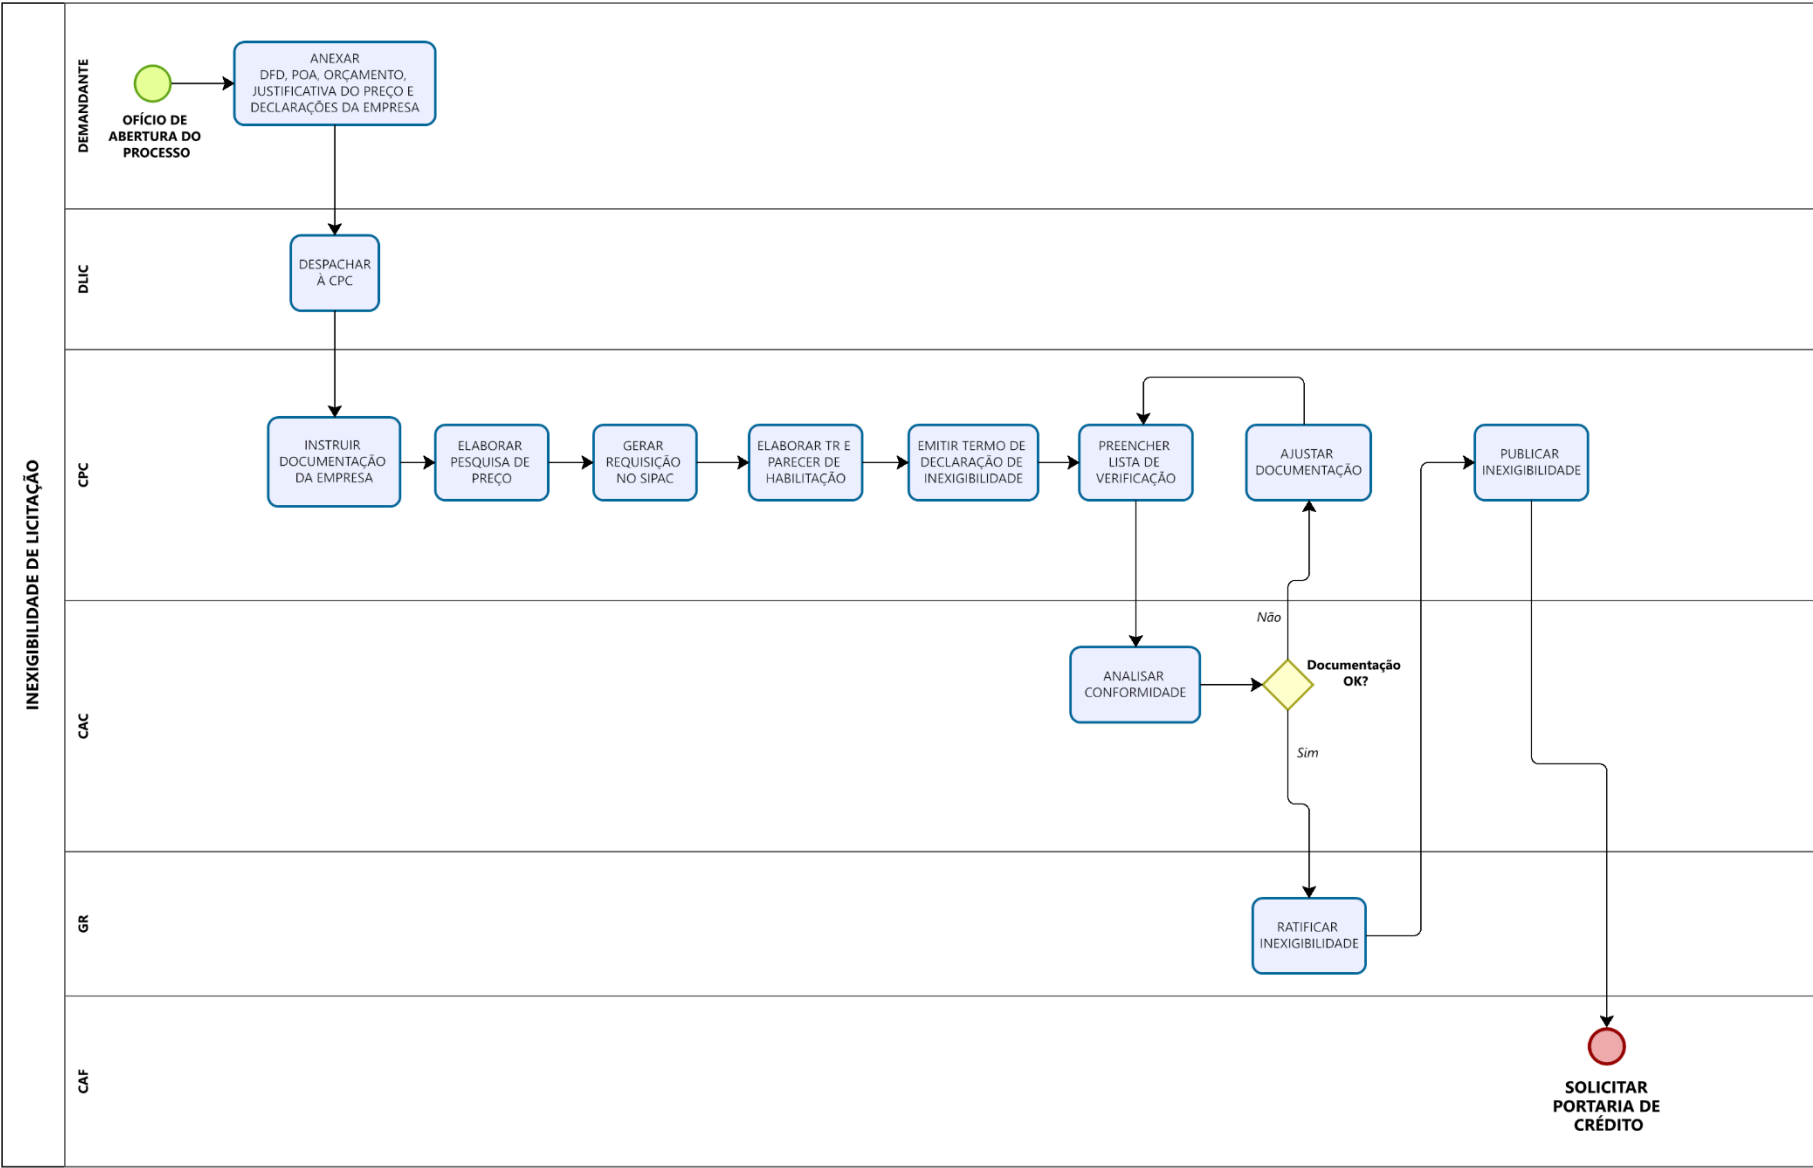 INEXIGIBILIDADE DE LICITAÇÃO
DEMANDANTE
OFÍCIO DE
ABERTURA DO
PROCESSO
ANEXAR
DFD, POA, ORÇAMENTO,
JUSTIFICATIVA DO PREÇO E
DECLARAÇÕES DA EMPRESA
DLIC
DESPACHAR
À CPC
CPC
INSTRUIR
DOCUMENTAÇÃO
DA EMPRESA
ELABORAR
PESQUISA DE
PREÇO
GERAR
REQUISIÇÃO
NO SIPAC
ELABORAR TR E
PARECER DE
HABILITAÇÃO
EMITIR TERMO DE
DECLARAÇÃO DE
INEXIGIBILIDADE
PREENCHER
LISTA DE
VERIFICAÇÃO
AJUSTAR
DOCUMENTAÇÃO
PUBLICAR
INEXIGIBILIDADE
CAC
ANALISAR
CONFORMIDADE
Não
Documentação
OK?
Sim
GR
RATIFICAR
INEXIGIBILIDADE
CAF
SOLICITAR
PORTARIA DE
CRÉDITO